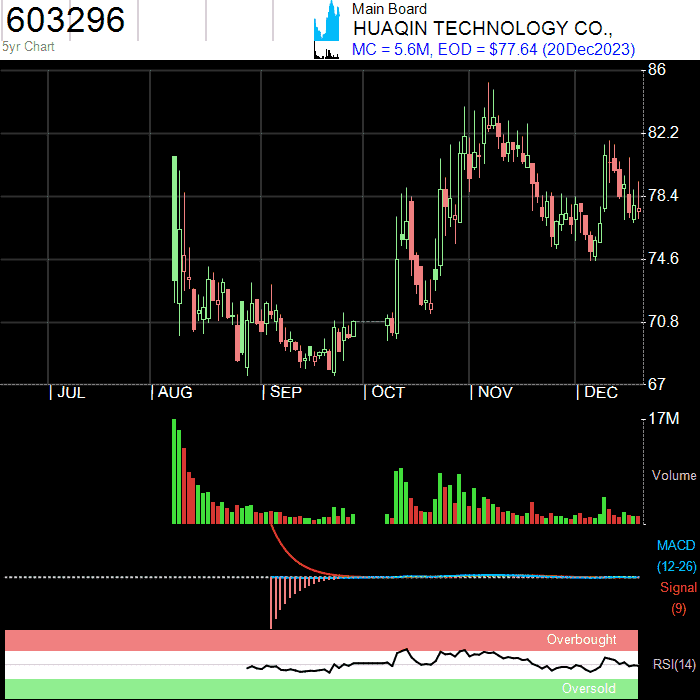 603296
5yr Chart
Main Board
HUAQIN TECHNOLOGY CO.,
MC = 5.6M, EOD = $77.64 (20Dec2023)
86
82.2
78.4
74.6
70.8
67
JUL
AUG
SEP
OCT
NOV
DEC
17M
Volume
MACD
(12-26)
Signal
(9)
Overbought
RSI(14)
Oversold